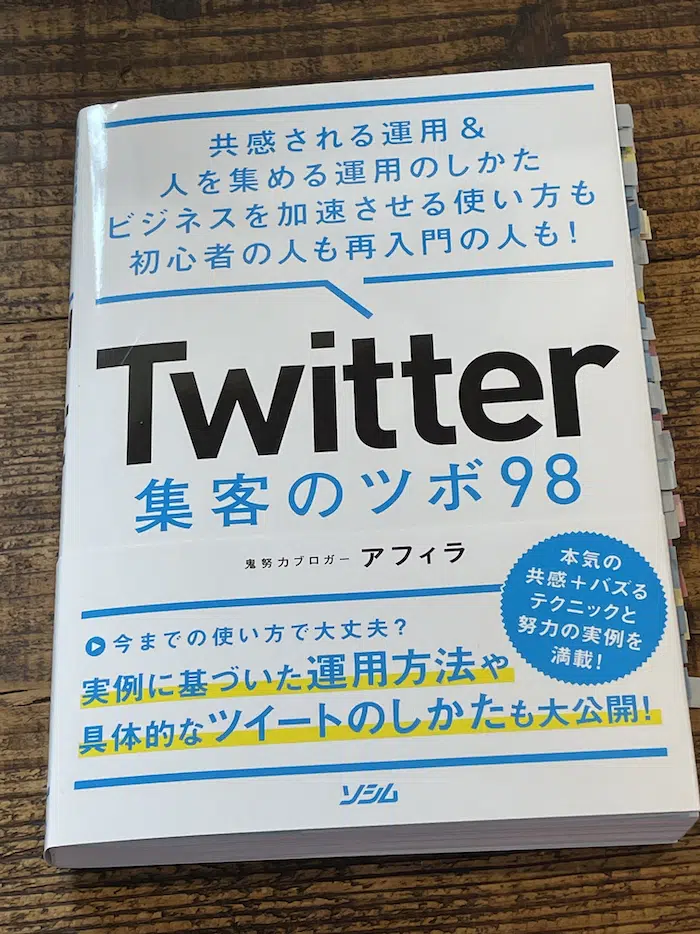 共感される運用&
人を集める運用のしかた
ビジネスを加速させる使い方も
初心者の人も再入門の人も!
Twitter
集客のツボ98
鬼努力ブロガー アフィラ
本気の
共感+バズる
テクニックと
努力の実例を
満載!
今までの使い方で大丈夫?
実例に基づいた運用方法や
具体的なツイートのしかたも大公開!
ソシム